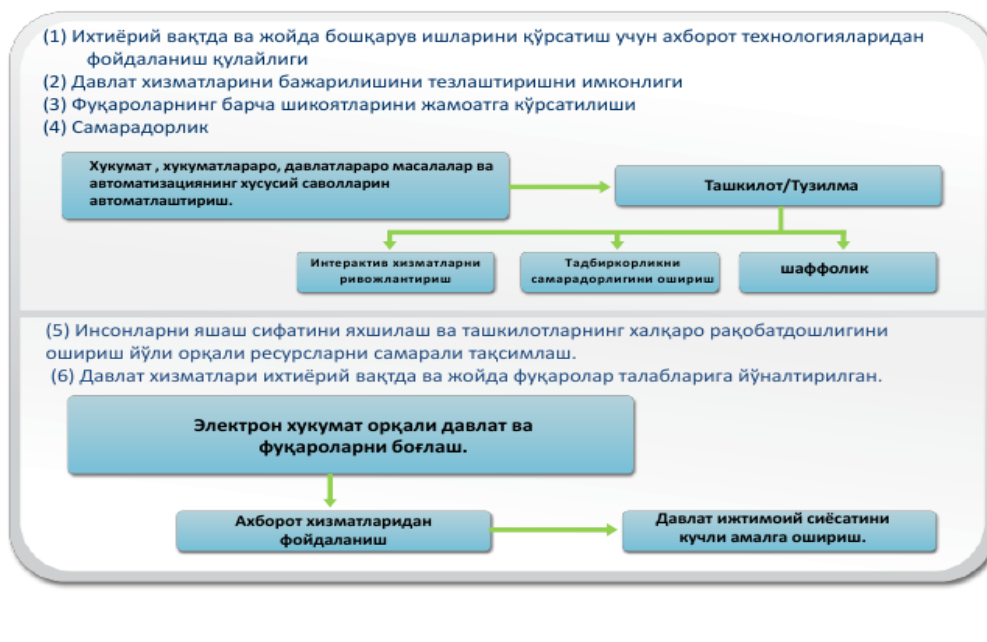 (1) Ихтиёрий вақтда ва жойда бошқарув ишларини қўрсатиш учун ахборот технологияларидан
фойдаланиш қулайлиги
(2) Давлат хизматларини бажарилишини тезлаштиришни имконлиги
(3) Фуқароларнинг барча шикоятларини жамоатга кўрсатилиши
(4) Самарадорлик
Хукумат , хукуматлараро, давлатлараро масалалар ва
автоматизациянинг хусусий саволларин
автоматлаштириш.
Ташкилот/Тузилма
Интерактив хизматларни
ривожлантириш
Тадбиркорликни
самарадорлигини ошириш
шаффолик
(5) Инсонларни яшаш сифатини яхшилаш ва ташкилотларнинг халқаро рақобатдошлигини
ошириш йўли орқали ресурсларни самарали тақсимлаш.
(6) Давлат хизматлари ихтиёрий вақтда ва жойда фуқаролар талабларига йўналтирилган.
Электрон хукумат орқали давлат ва
фуқароларни боғлаш.
Ахборот хизматларидан
фойдаланиш
Давлат ижтимоий сиёсатини
кучли амалга ошириш.